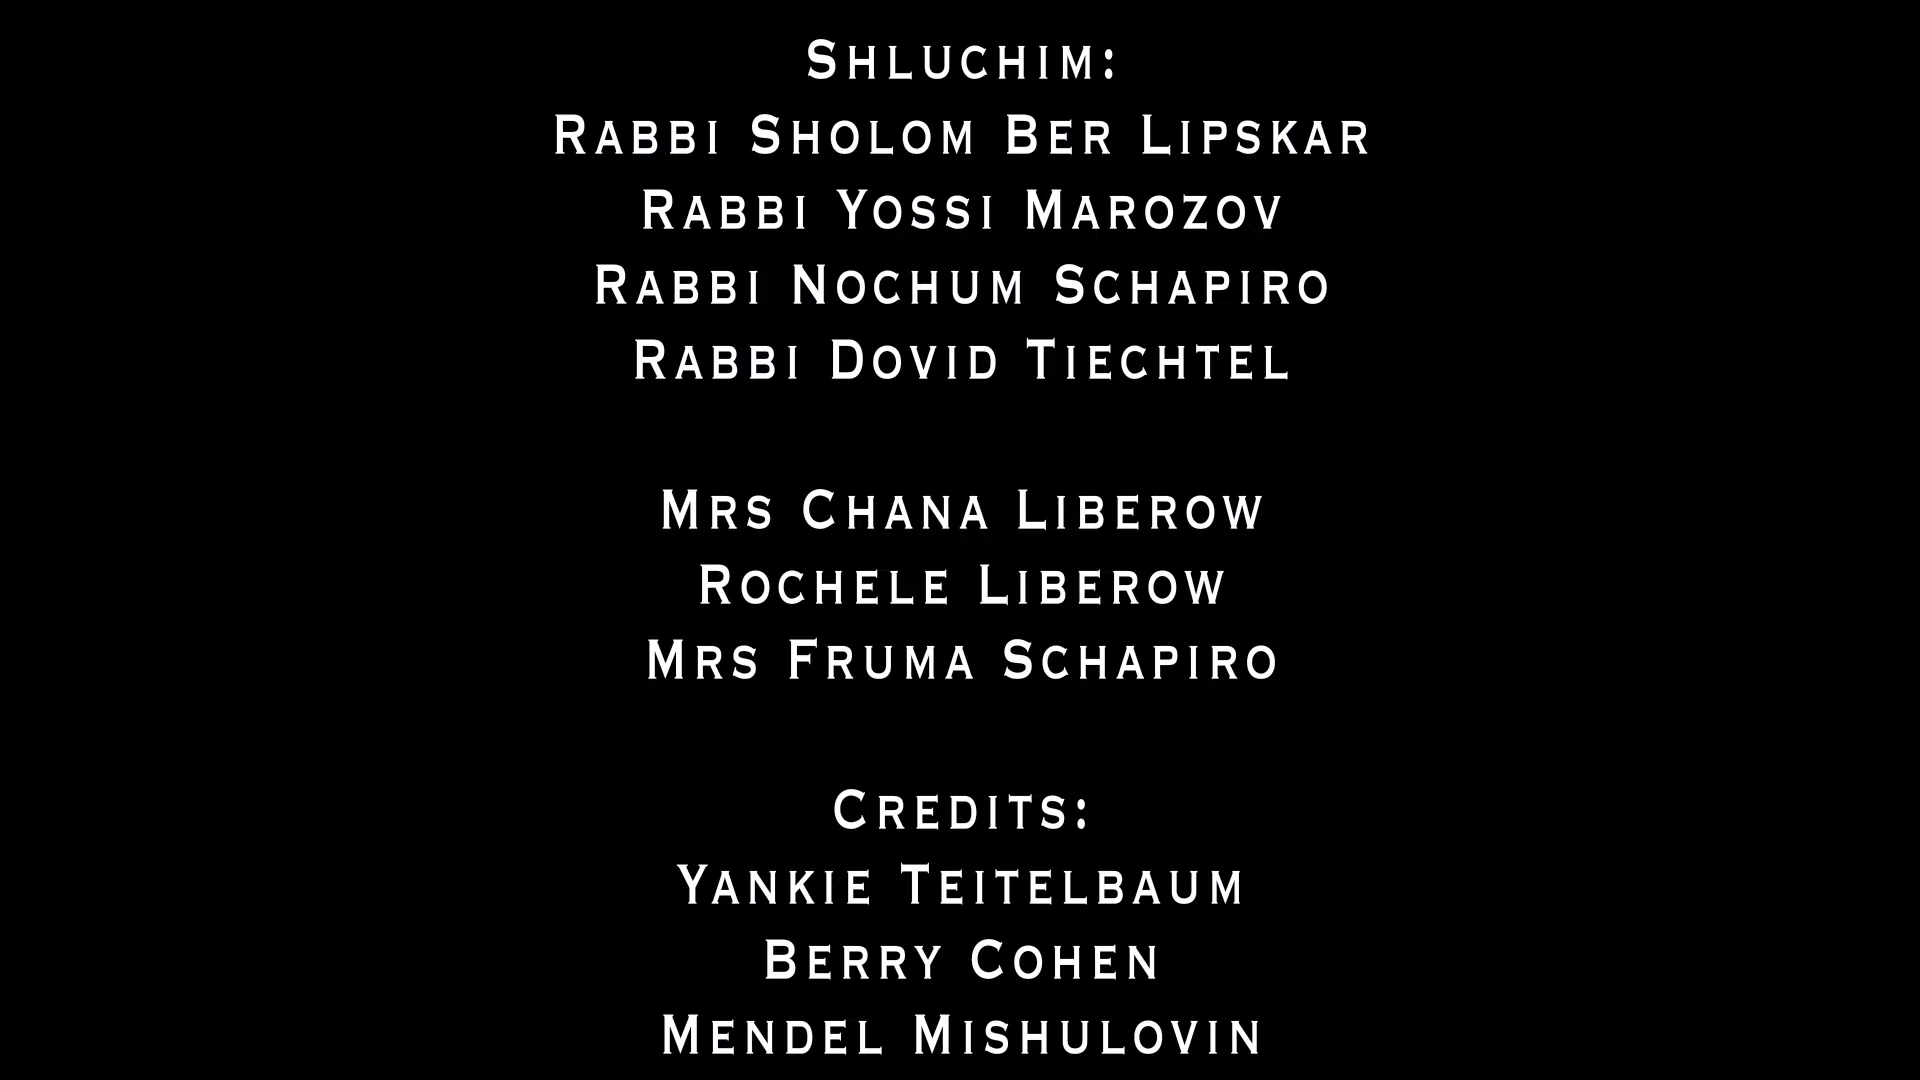 Shluchim:
Rabbi Sholom Ber Lipskar
Rabbi Yossi Marozov
Rabbi Nochum Schapiro
Rabbi Dovid Tiechtel
Mrs Chana Liberow
Rochele Liberow
Mrs Fruma Schapiro
Credits:
Yankie Teitelbaum
Berry Cohen
Mendel Mishulovin